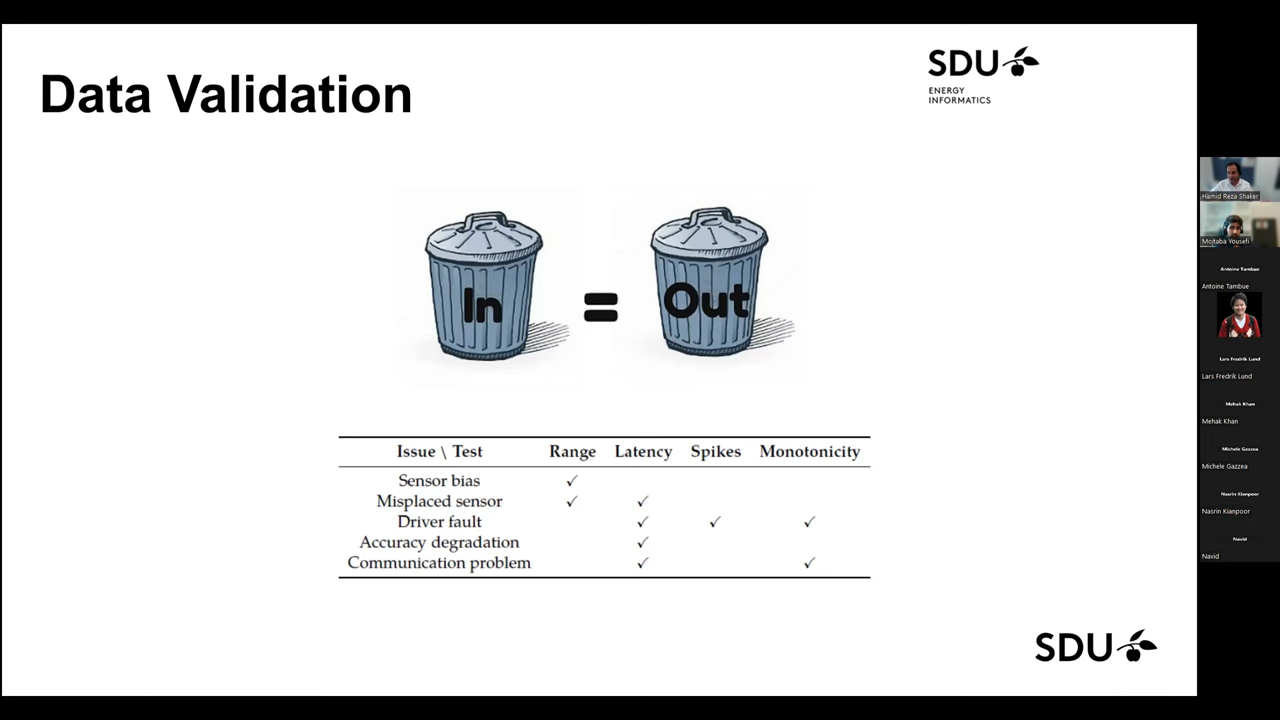 Data Validation
SDU
ENERGY
INFORMATICS
In = Out
Issue \ Test Range Latency Spikes Monotonicity
Sensor bias ✓
Misplaced sensor ✓ ✓
Driver fault ✓ ✓ ✓
Accuracy degradation ✓
Communication problem ✓ ✓
SDU
Hamid Reza Shaker
Mojtaba Yousefi
Antoine Tambue
Antoine Tambue
Lars Fredrik Lund
Lars Fredrik Lund
Mehak Khan
Mehak Khan
Michele Gazzea
Michele Gazzea
Nasrin Kianpoor
Nasrin Kianpoor
Navid
Navid